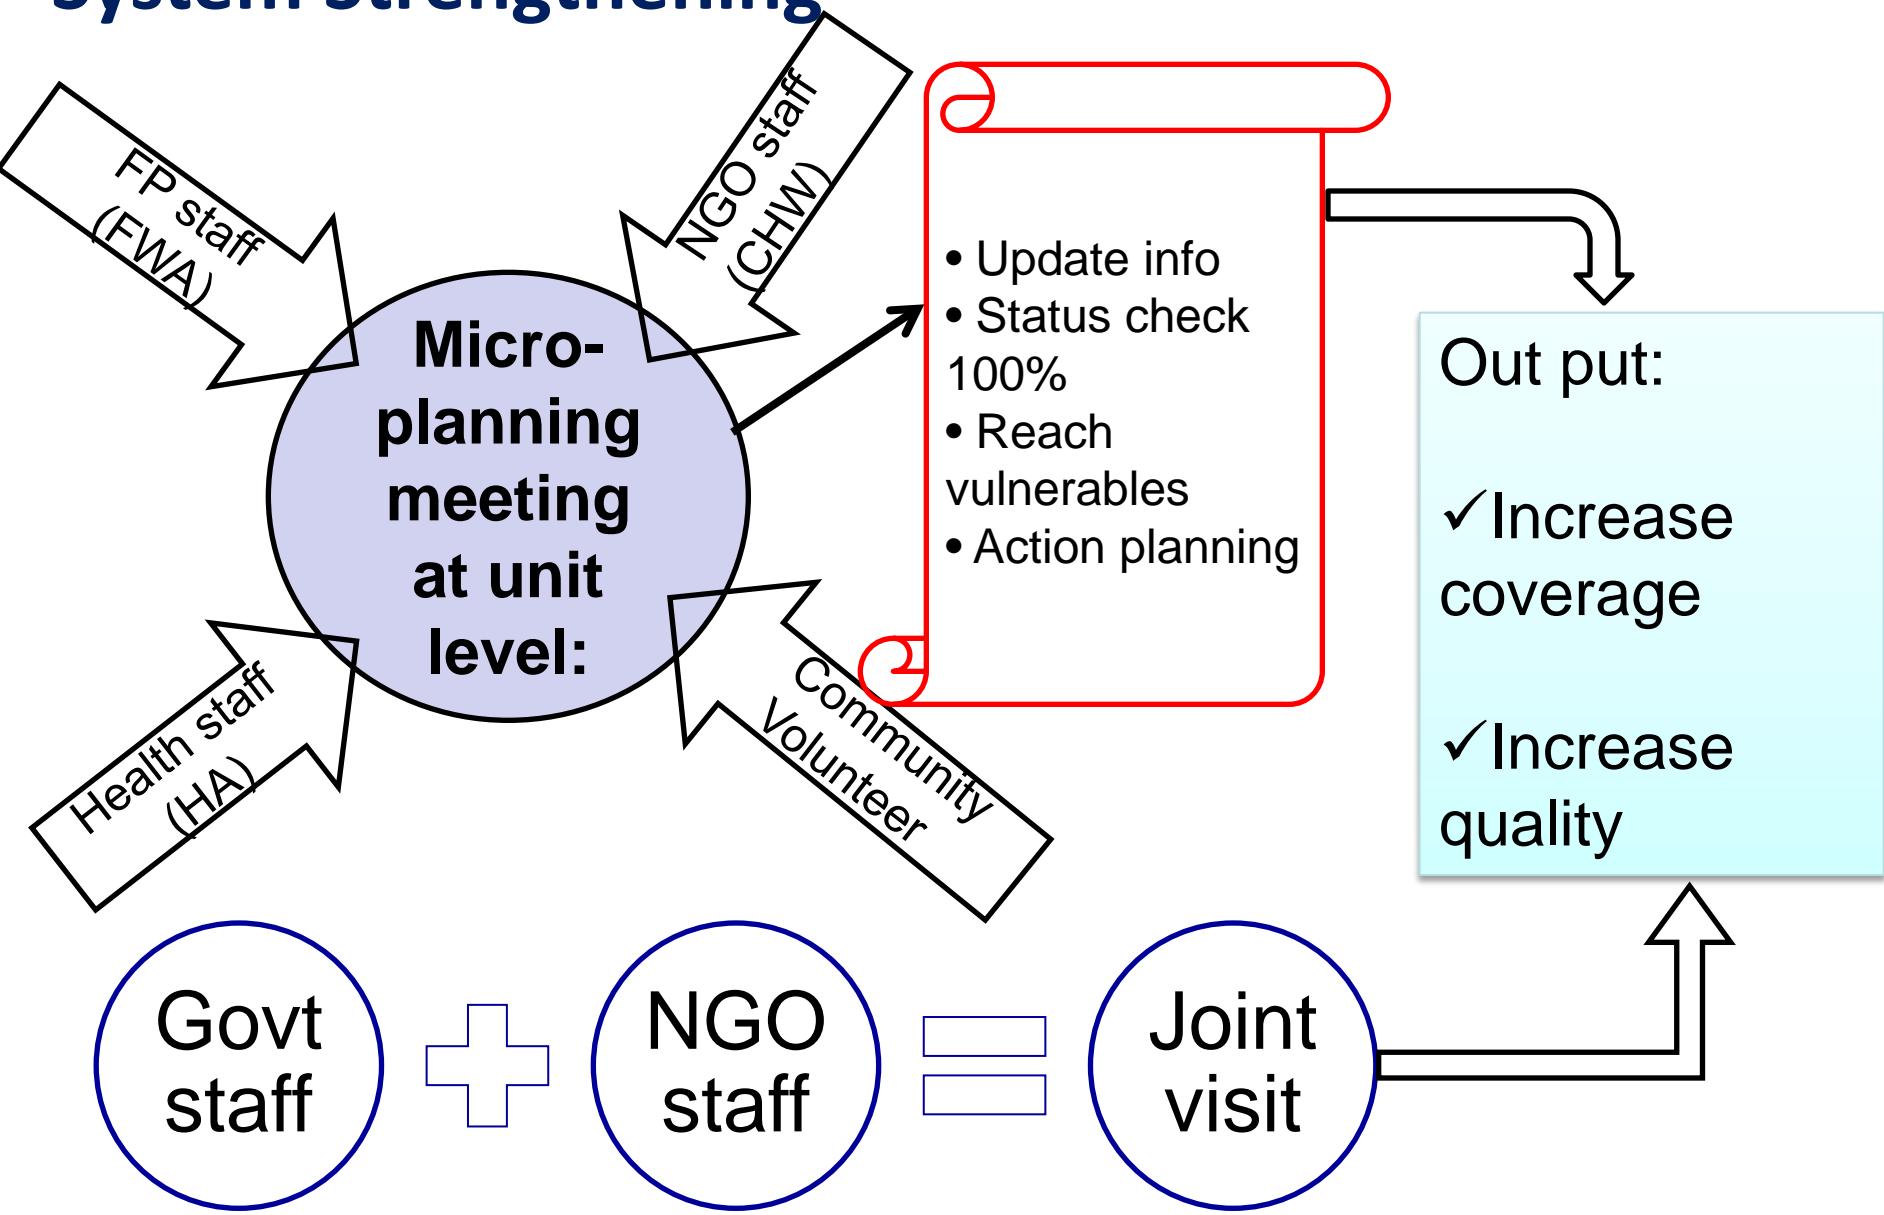 System Strengthening
FP staff
(FWA)
NGO staff
(CHW)
Micro-
planning
meeting
at unit
level:
• Update info
• Status check
100%
• Reach
vulnerables
• Action planning
Out put:
✓Increase
coverage
✓Increase
quality
Health staff
(HA)
Community
Volunteer
Govt
staff
NGO
staff
Joint
visit